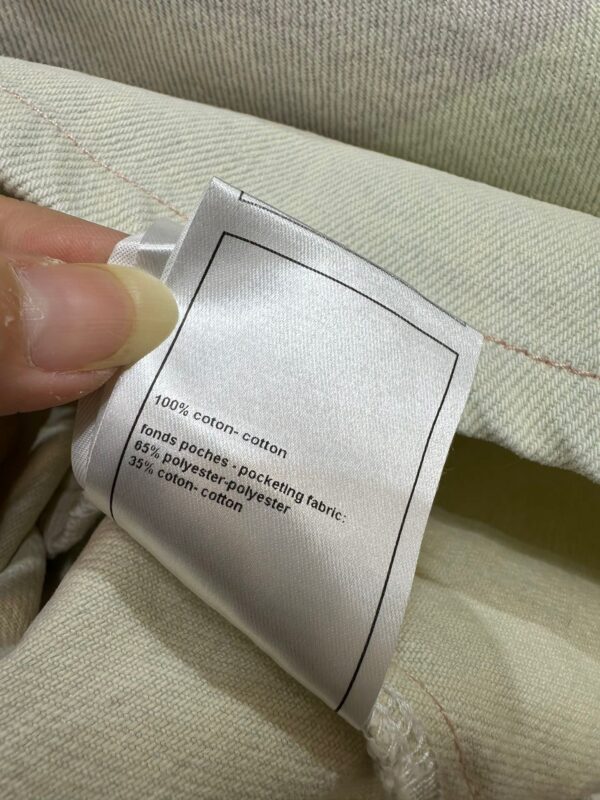 100% coton- cotton
fonds poches - pocketing fabric:
65% polyester-polyester
35% coton- cotton